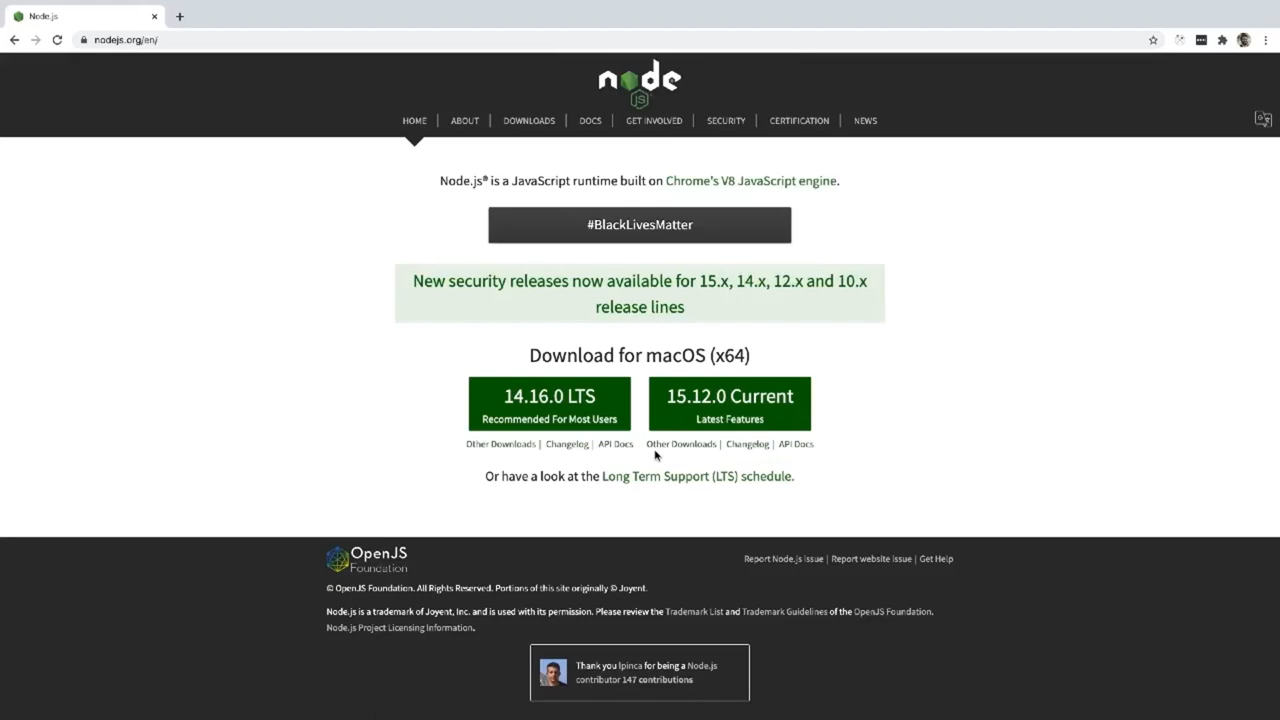 Node.js
nodejs.org/en/
node
JS
HOME | ABOUT | DOWNLOADS | DOCS | GET INVOLVED | SECURITY | CERTIFICATION | NEWS
Node.js® is a JavaScript runtime built on Chrome's V8 JavaScript engine.
#BlackLivesMatter
New security releases now available for 15.x, 14.x, 12.x and 10.x
release lines
Download for macOS (x64)
14.16.0 LTS
Recommended For Most Users
15.12.0 Current
Latest Features
Other Downloads | Changelog | API Docs
Other Downloads | Changelog | API Docs
Or have a look at the Long Term Support (LTS) schedule.
OpenJS
Foundation
Report Node.js issue | Report website issue | Get Help
© OpenJS Foundation. All Rights Reserved. Portions of this site originally © Joyent.
Node.js is a trademark of Joyent, Inc. and is used with its permission. Please review the Trademark List and Trademark Guidelines of the OpenJS Foundation.
Node.js Project Licensing Information.
Thank you lpinca for being a Node.js
contributor 147 contributions